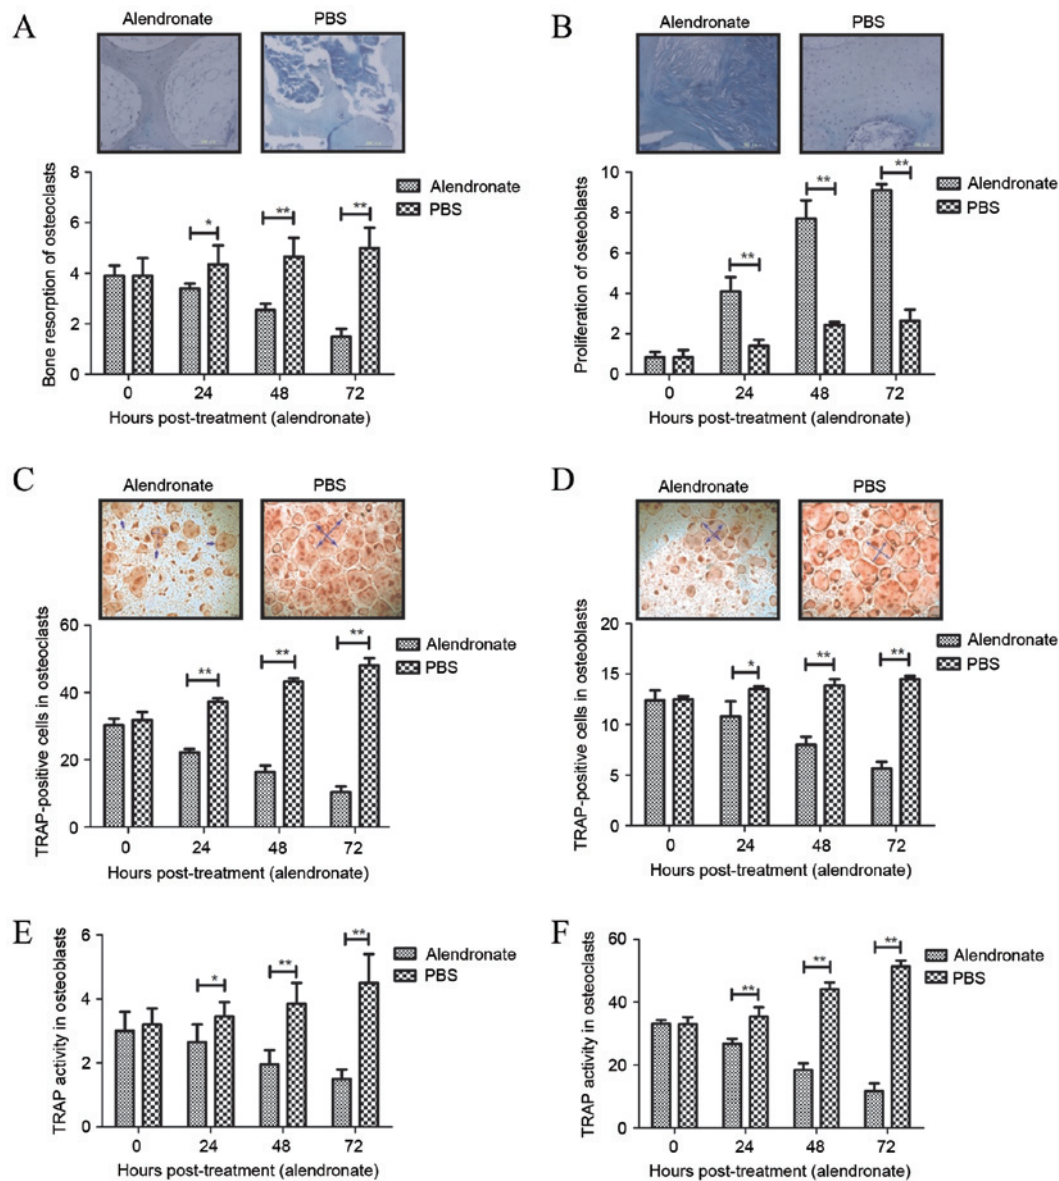 A
Alendronate
PBS
Bone resorption of osteoclasts
8
6
4
2
0
*
**
**
Alendronate
PBS
0
24
48
72
Hours post-treatment (alendronate)
B
Alendronate
PBS
Proliferation of osteoblasts
10
8
6
4
2
0
**
**
**
Alendronate
PBS
0
24
48
72
Hours post-treatment (alendronate)
C
Alendronate
PBS
TRAP-positive cells in osteoclasts
60
40
20
0
**
**
**
Alendronate
PBS
0
24
48
72
Hours post-treatment (alendronate)
D
Alendronate
PBS
TRAP-positive cells in osteoblasts
20
15
10
5
0
*
**
**
Alendronate
PBS
0
24
48
72
Hours post-treatment (alendronate)
E
TRAP activity in osteoblasts
6
4
2
0
*
**
**
Alendronate
PBS
0
24
48
72
Hours post-treatment (alendronate)
F
TRAP activity in osteoclasts
60
40
20
0
**
**
**
Alendronate
PBS
0
24
48
72
Hours post-treatment (alendronate)